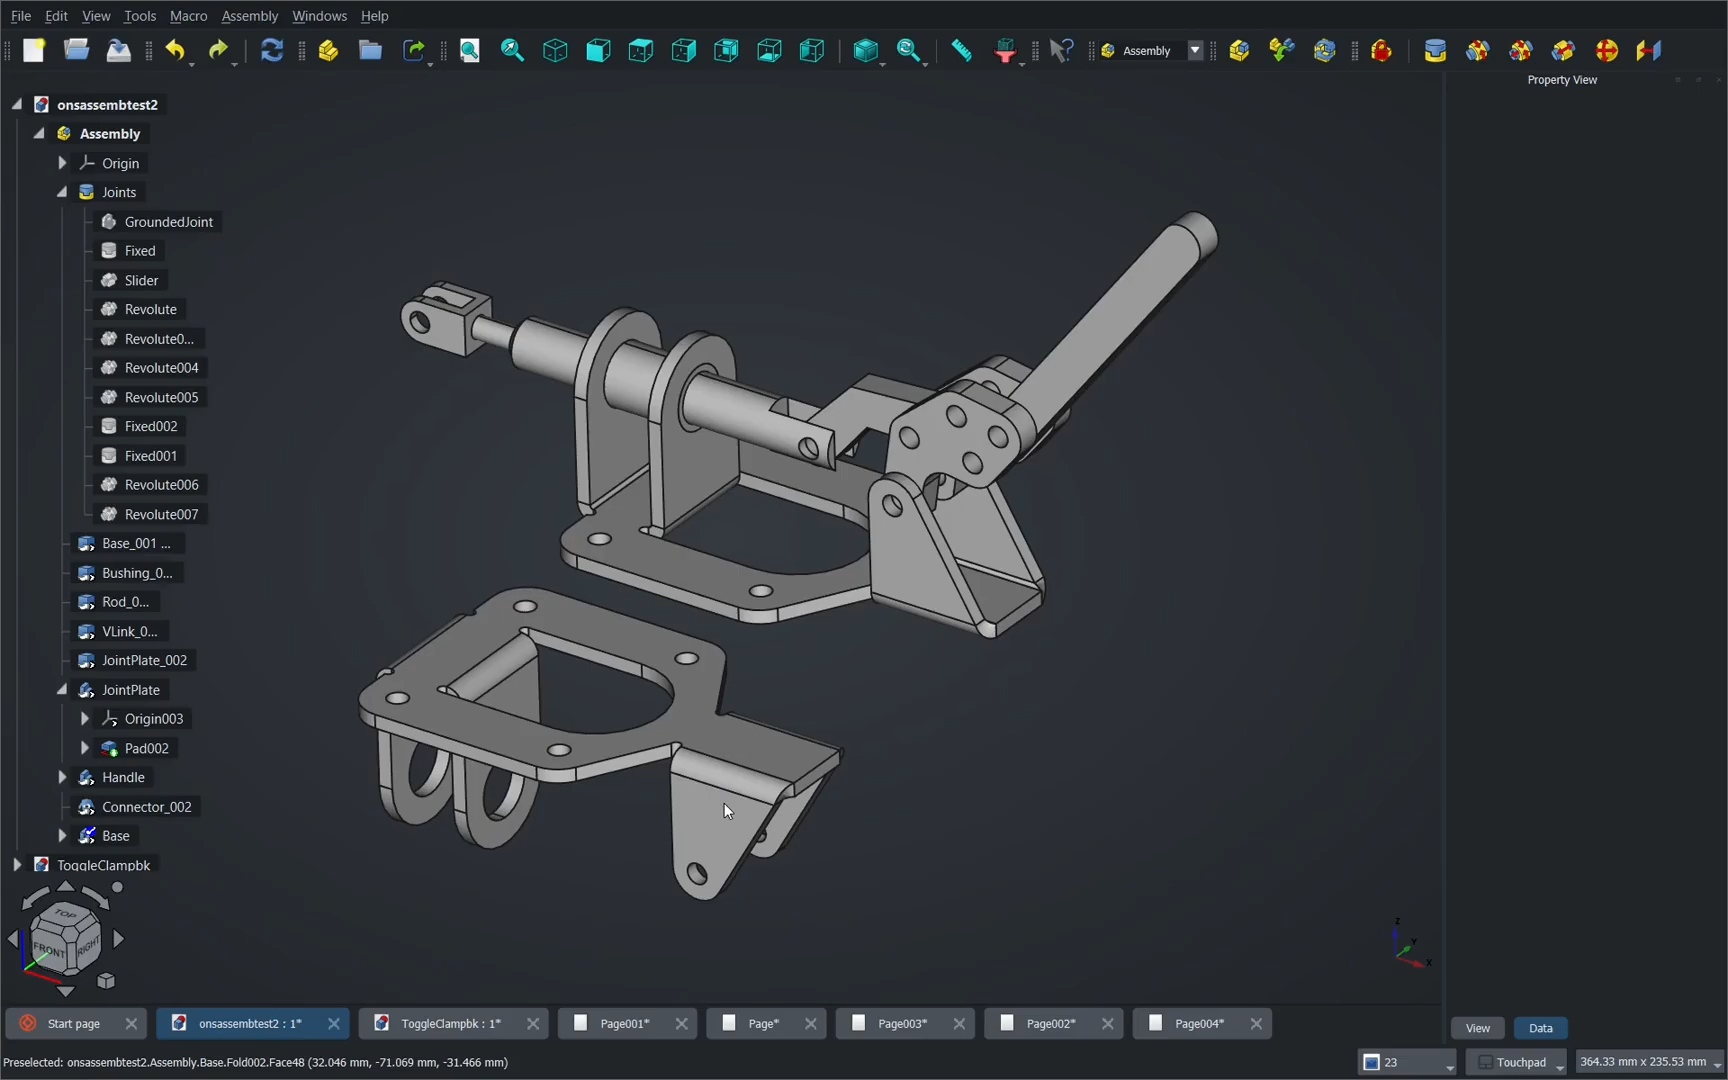 File Edit View Tools Macro Assembly Windows Help
Assembly
Property View
onsassembtest2
Assembly
Origin
Joints
GroundedJoint
Fixed
Slider
Revolute
Revolute0...
Revolute004
Revolute005
Fixed002
Fixed001
Revolute006
Revolute007
Base_001 ...
Bushing_0...
Rod_0...
VLink_0...
JointPlate_002
JointPlate
Origin003
Pad002
Handle
Connector_002
Base
ToggleClampbk
TOP
FRONT
RIGHT
Z
Y
X
Start page
onsassembtest2 : 1*
ToggleClampbk : 1*
Page001*
Page*
Page003*
Page002*
Page004*
View
Data
Preselected: onsassembtest2.Assembly.Base.Fold002.Face48 (32.046 mm, -71.069 mm, -31.466 mm)
23
Touchpad
364.33 mm x 235.53 mm